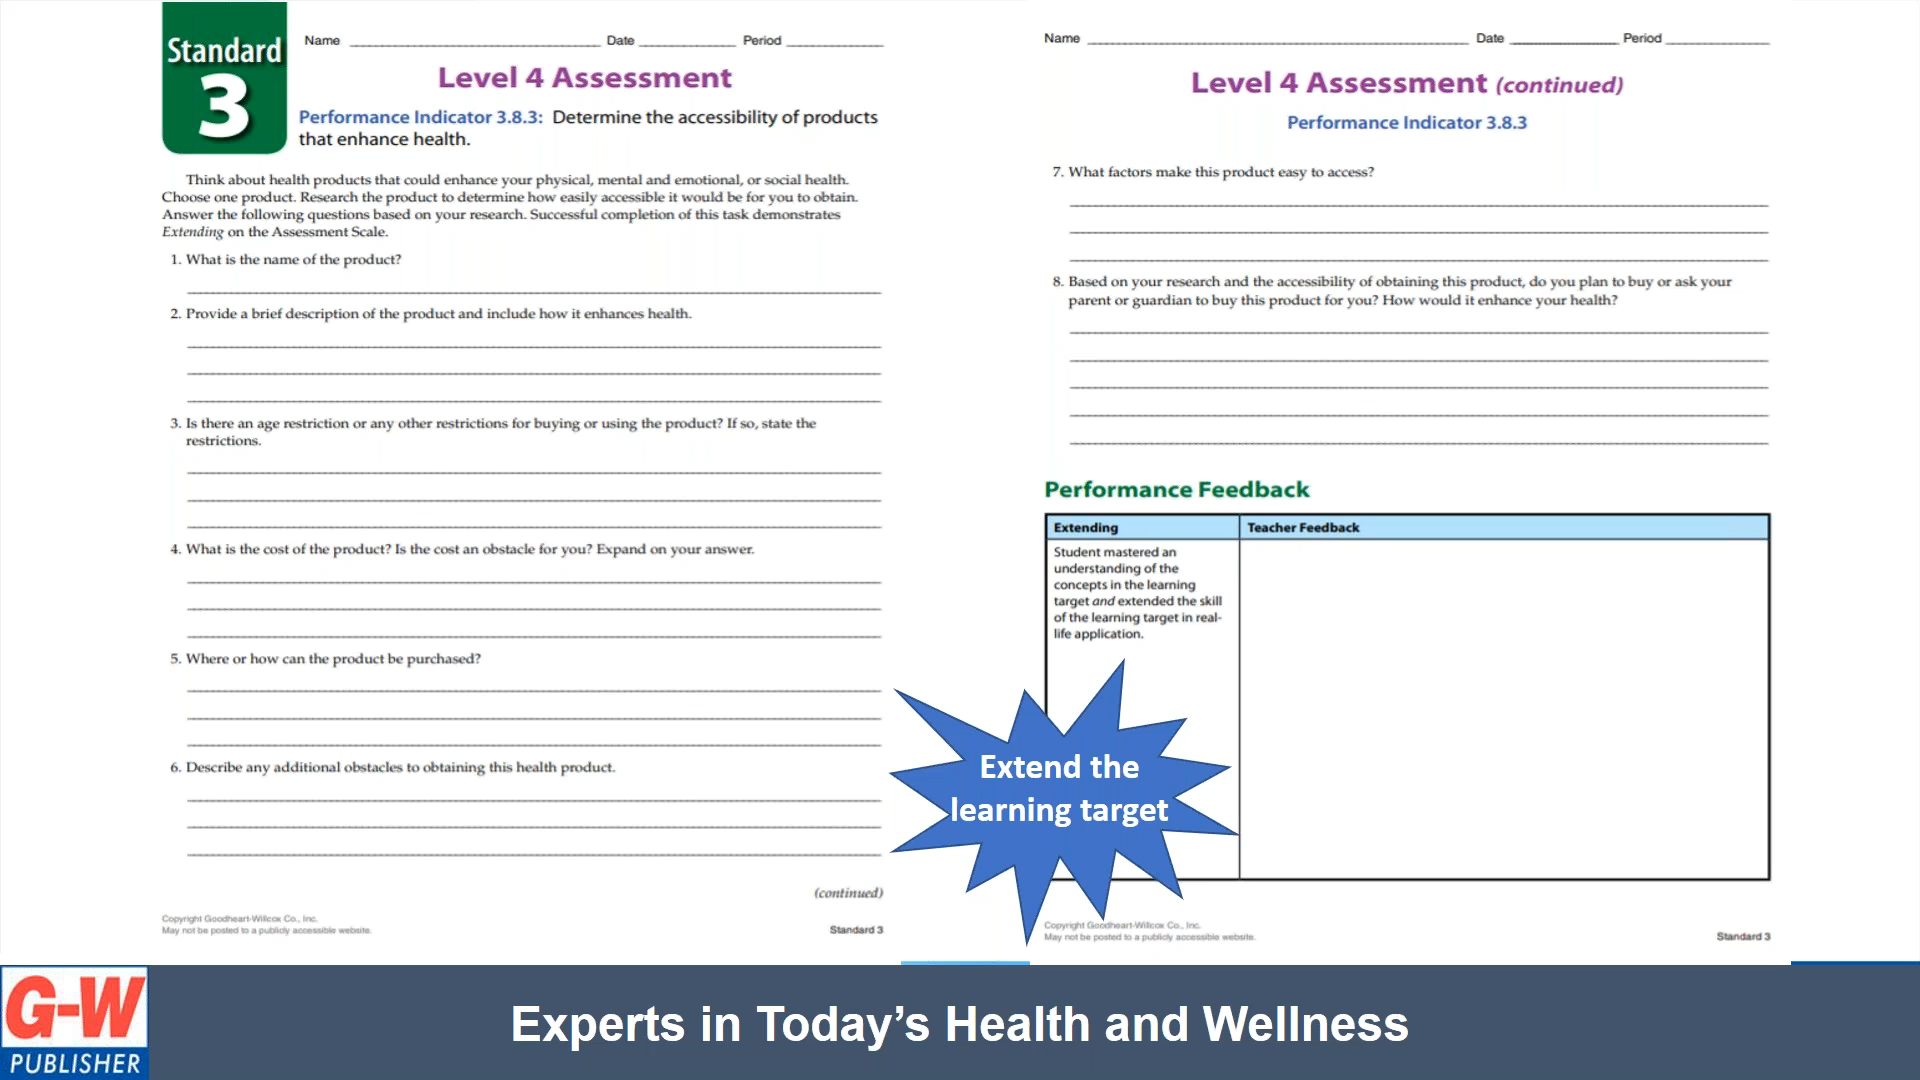 Standard
3
Name Date Period
Level 4 Assessment
Performance Indicator 3.8.3: Determine the accessibility of products
that enhance health.
Think about health products that could enhance your physical, mental and emotional, or social health.
Choose one product. Research the product to determine how easily accessible it would be for you to obtain.
Answer the following questions based on your research. Successful completion of this task demonstrates
Extending on the Assessment Scale.
1. What is the name of the product?
2. Provide a brief description of the product and include how it enhances health.
3. Is there an age restriction or any other restrictions for buying or using the product? If so, state the
restrictions.
4. What is the cost of the product? Is the cost an obstacle for you? Expand on your answer.
5. Where or how can the product be purchased?
6. Describe any additional obstacles to obtaining this health product.
(continued)
Copyright Goodheart-Willcox Co., Inc.
May not be posted to a publicly accessible website.
Standard 3
Name Date Period
Level 4 Assessment (continued)
Performance Indicator 3.8.3
7. What factors make this product easy to access?
8. Based on your research and the accessibility of obtaining this product, do you plan to buy or ask your
parent or guardian to buy this product for you? How would it enhance your health?
Performance Feedback
Extending
Teacher Feedback
Student mastered an
understanding of the
concepts in the learning
target and extended the skill
of the learning target in real-
life application.
Extend the
learning target
Copyright Goodheart-Willcox Co., Inc.
May not be posted to a publicly accessible website.
Standard 3
G-W
PUBLISHER
Experts in Today’s Health and Wellness